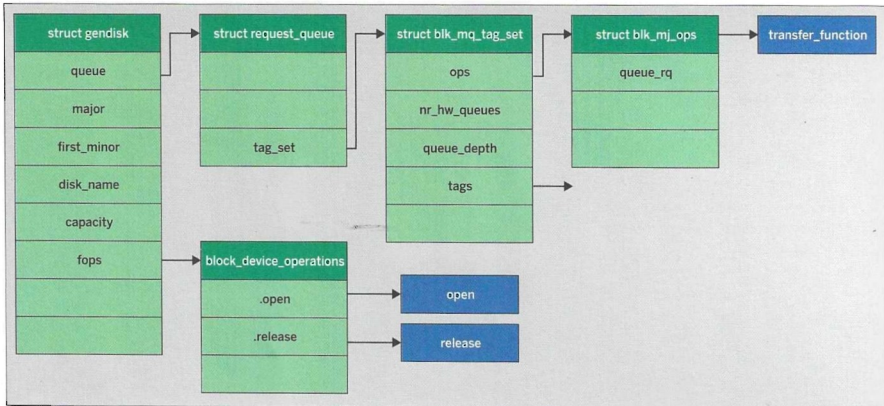 struct gendisk
queue
major
first_minor
disk_name
capacity
fops
struct request_queue
tag_set
struct blk_mq_tag_set
ops
nr_hw_queues
queue_depth
tags
struct blk_mj_ops
queue_rq
transfer_function
block_device_operations
.open
.release
open
release